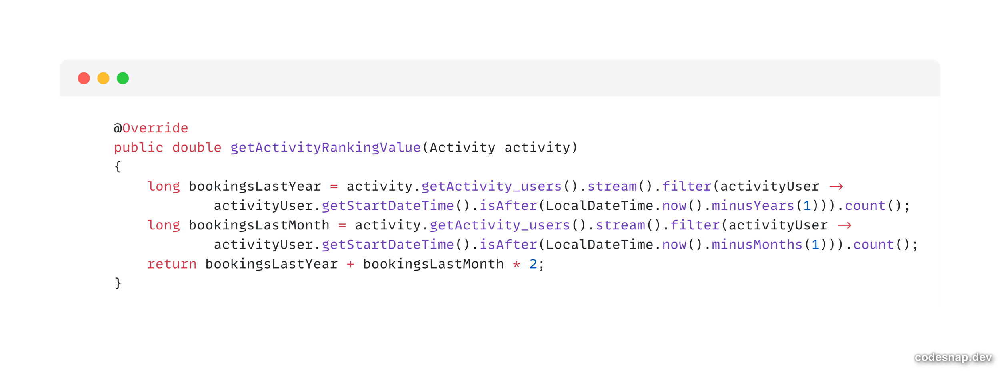 @Override
public double getActivityRankingValue(Activity activity)
{
    long bookingsLastYear = activity.getActivity_users().stream().filter(activityUser ->
            activityUser.getStartDateTime().isAfter(LocalDateTime.now().minusYears(1))).count();
    long bookingsLastMonth = activity.getActivity_users().stream().filter(activityUser ->
            activityUser.getStartDateTime().isAfter(LocalDateTime.now().minusMonths(1))).count();
    return bookingsLastYear + bookingsLastMonth * 2;
}
codesnap.dev